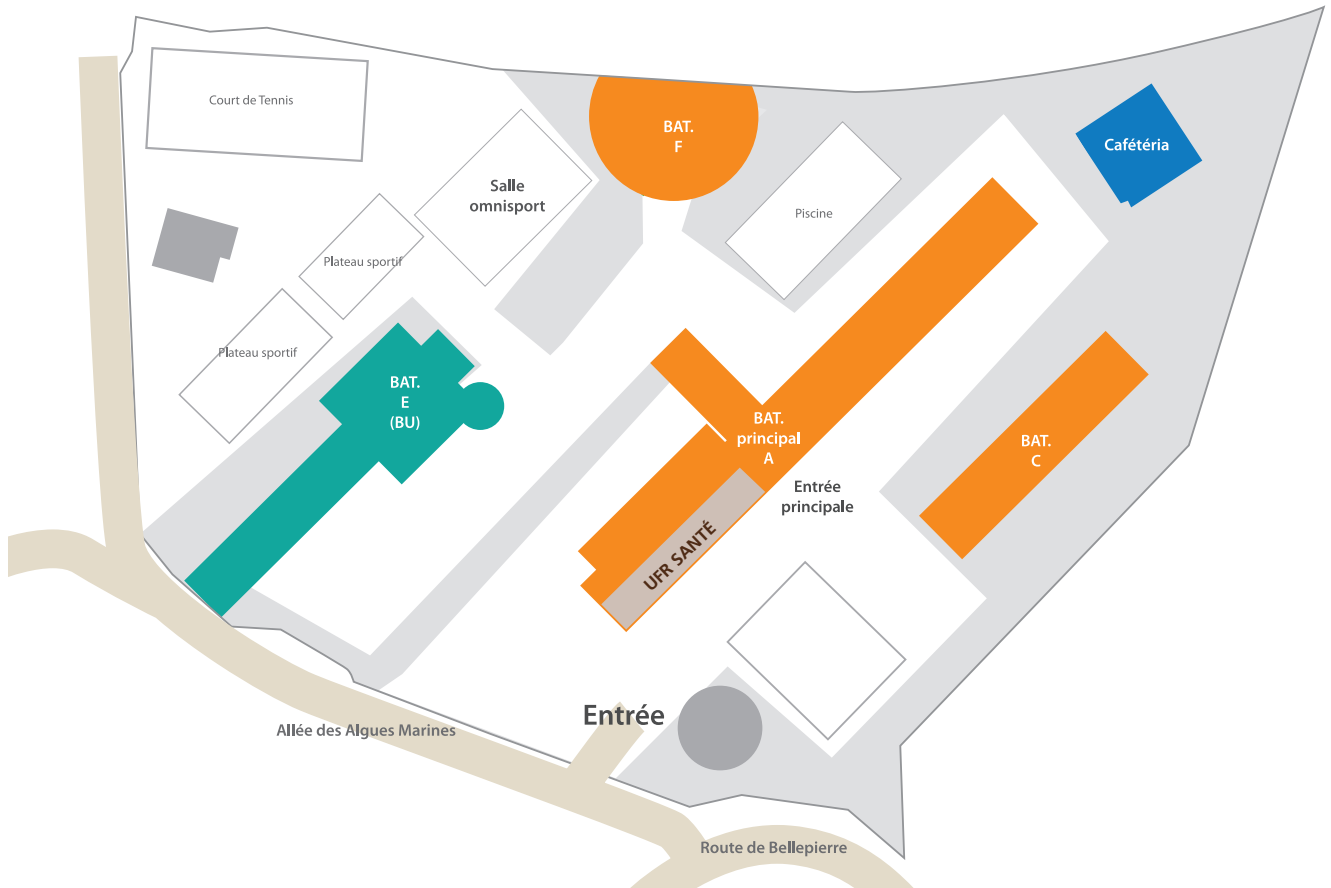 Court de Tennis
BAT.
F
Cafétéria
Salle
omnisport
Piscine
Plateau sportif
Plateau sportif
BAT.
E
(BU)
BAT.
principal
A
BAT.
C
Entrée
principale
UFR SANTÉ
Entrée
Allée des Algues Marines
Route de Bellepierre